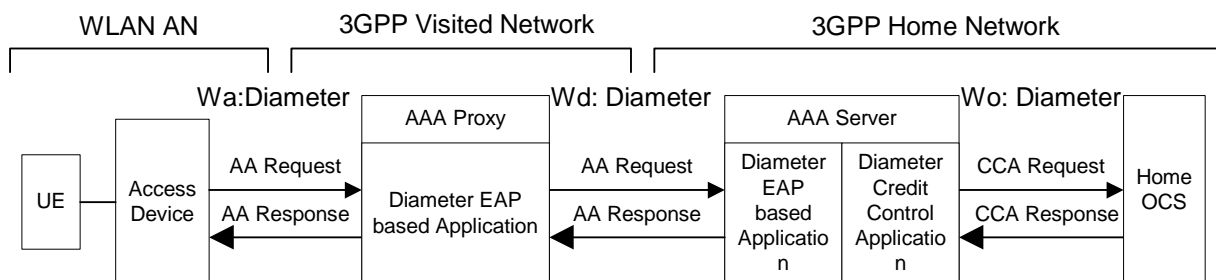 WLAN AN
3GPP Visited Network
3GPP Home Network
Wa:Diameter
Wd: Diameter
Wo: Diameter
AAA Proxy
AAA Server
UE
Access
Device
AA Request
AA Response
Diameter EAP
based Application
AA Request
AA Response
Diameter
EAP
based
Applicatio
n
Diameter
Credit
Control
Applicatio
n
CCA Request
CCA Response
Home
OCS